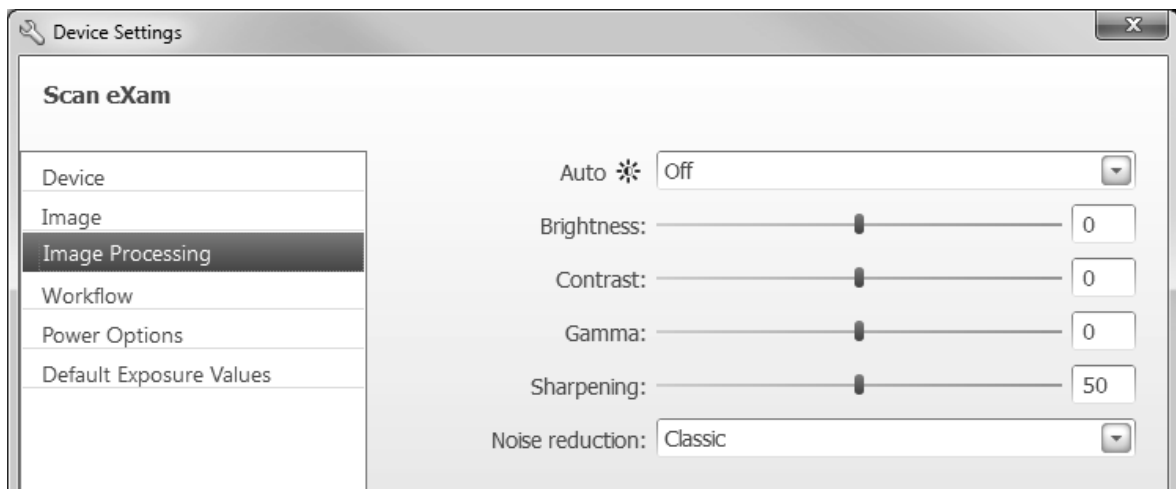 Device Settings
Scan eXam
Device
Image
Image Processing
Workflow
Power Options
Default Exposure Values
Auto Off
Brightness: 0
Contrast: 0
Gamma: 0
Sharpening: 50
Noise reduction: Classic